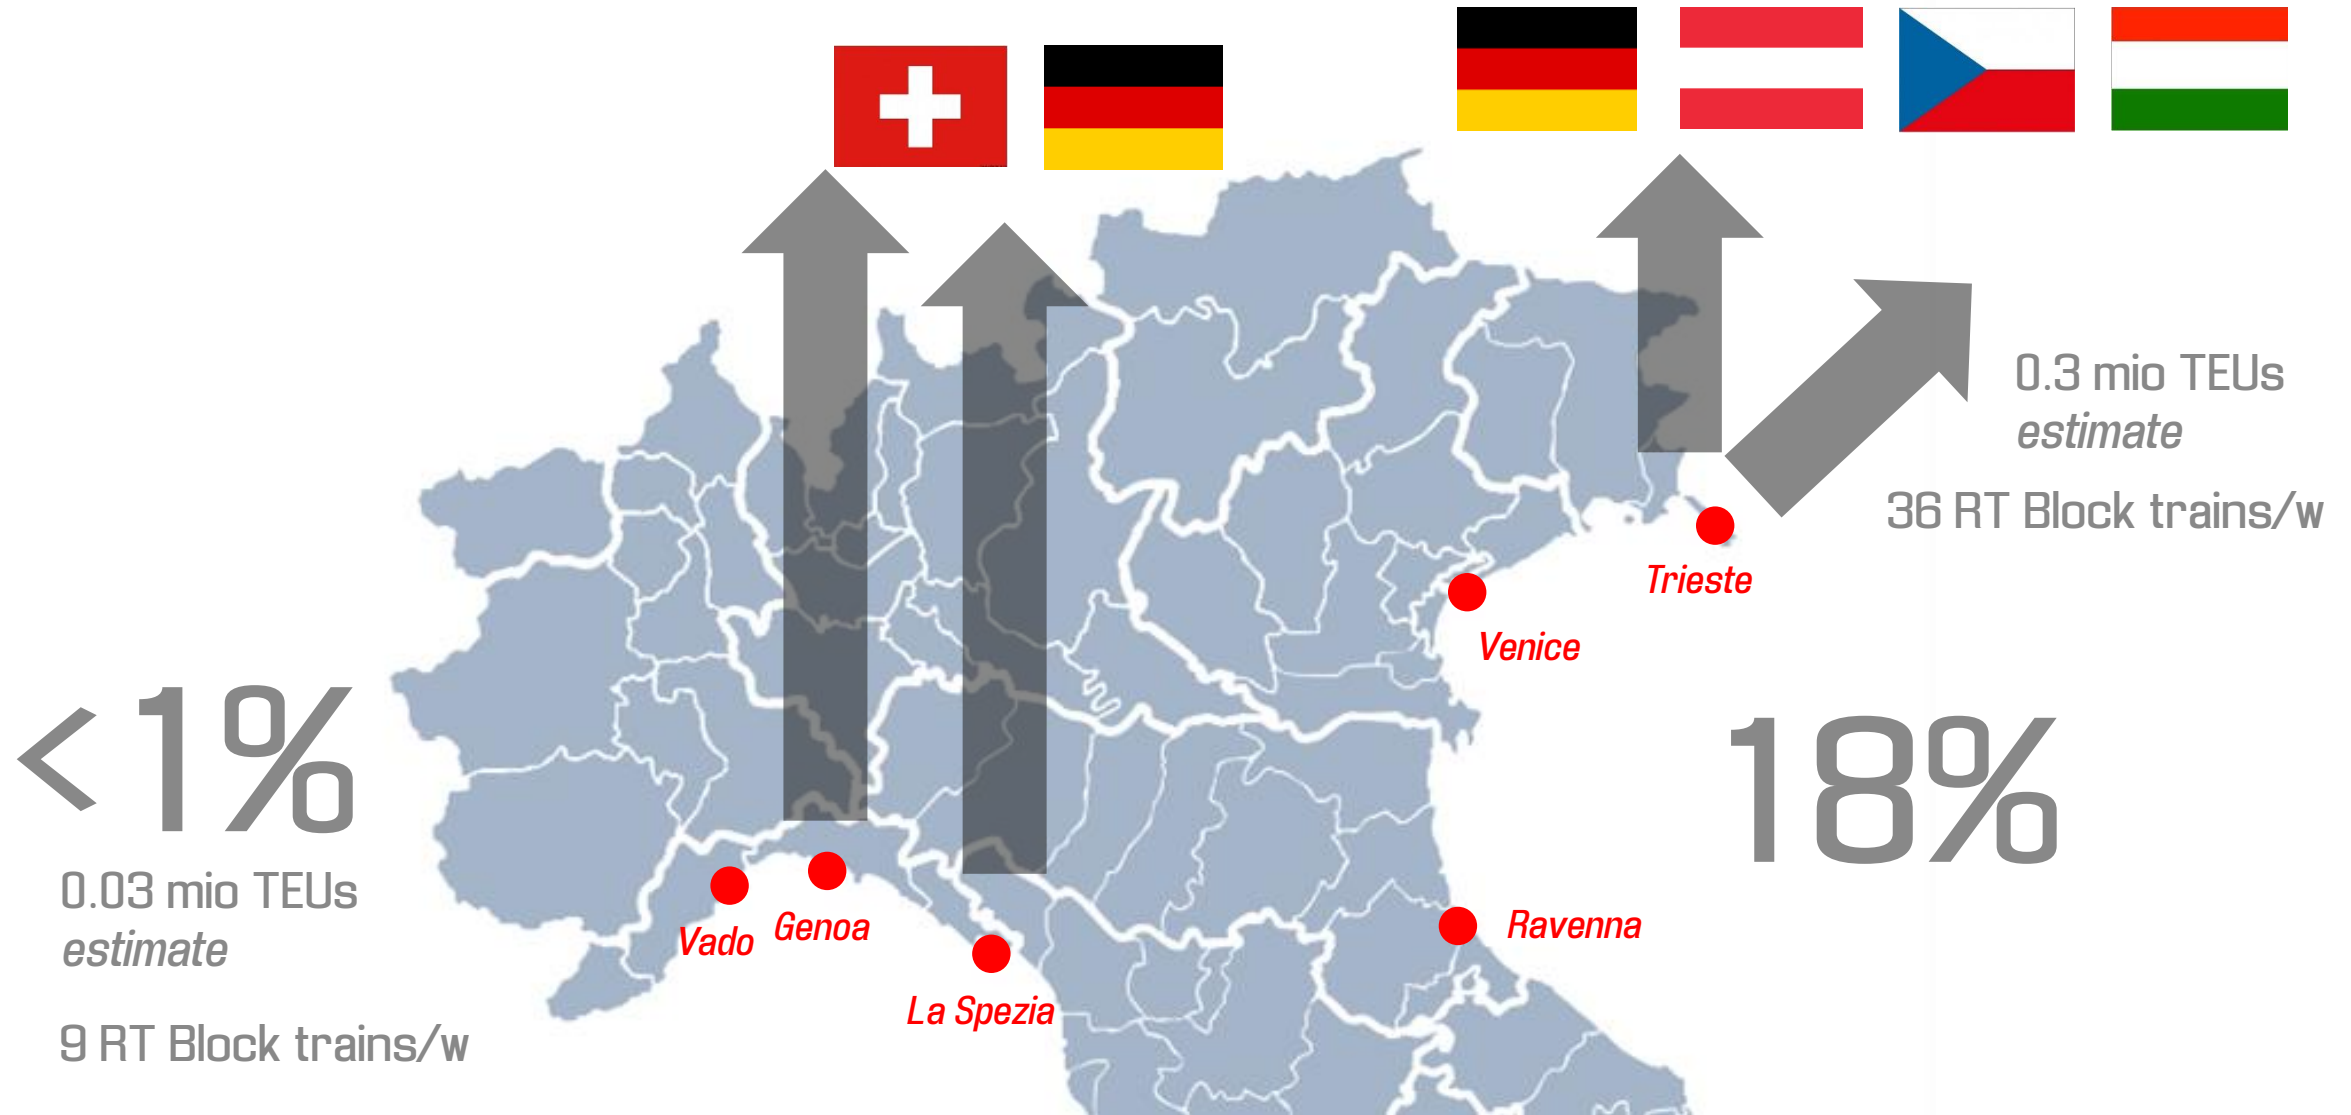 0.3 mio TEUs
estimate
36 RT Block trains/w
Trieste
Venice
<1%
18%
0.03 mio TEUs
estimate
Vado
Genoa
Ravenna
La Spezia
9 RT Block trains/w